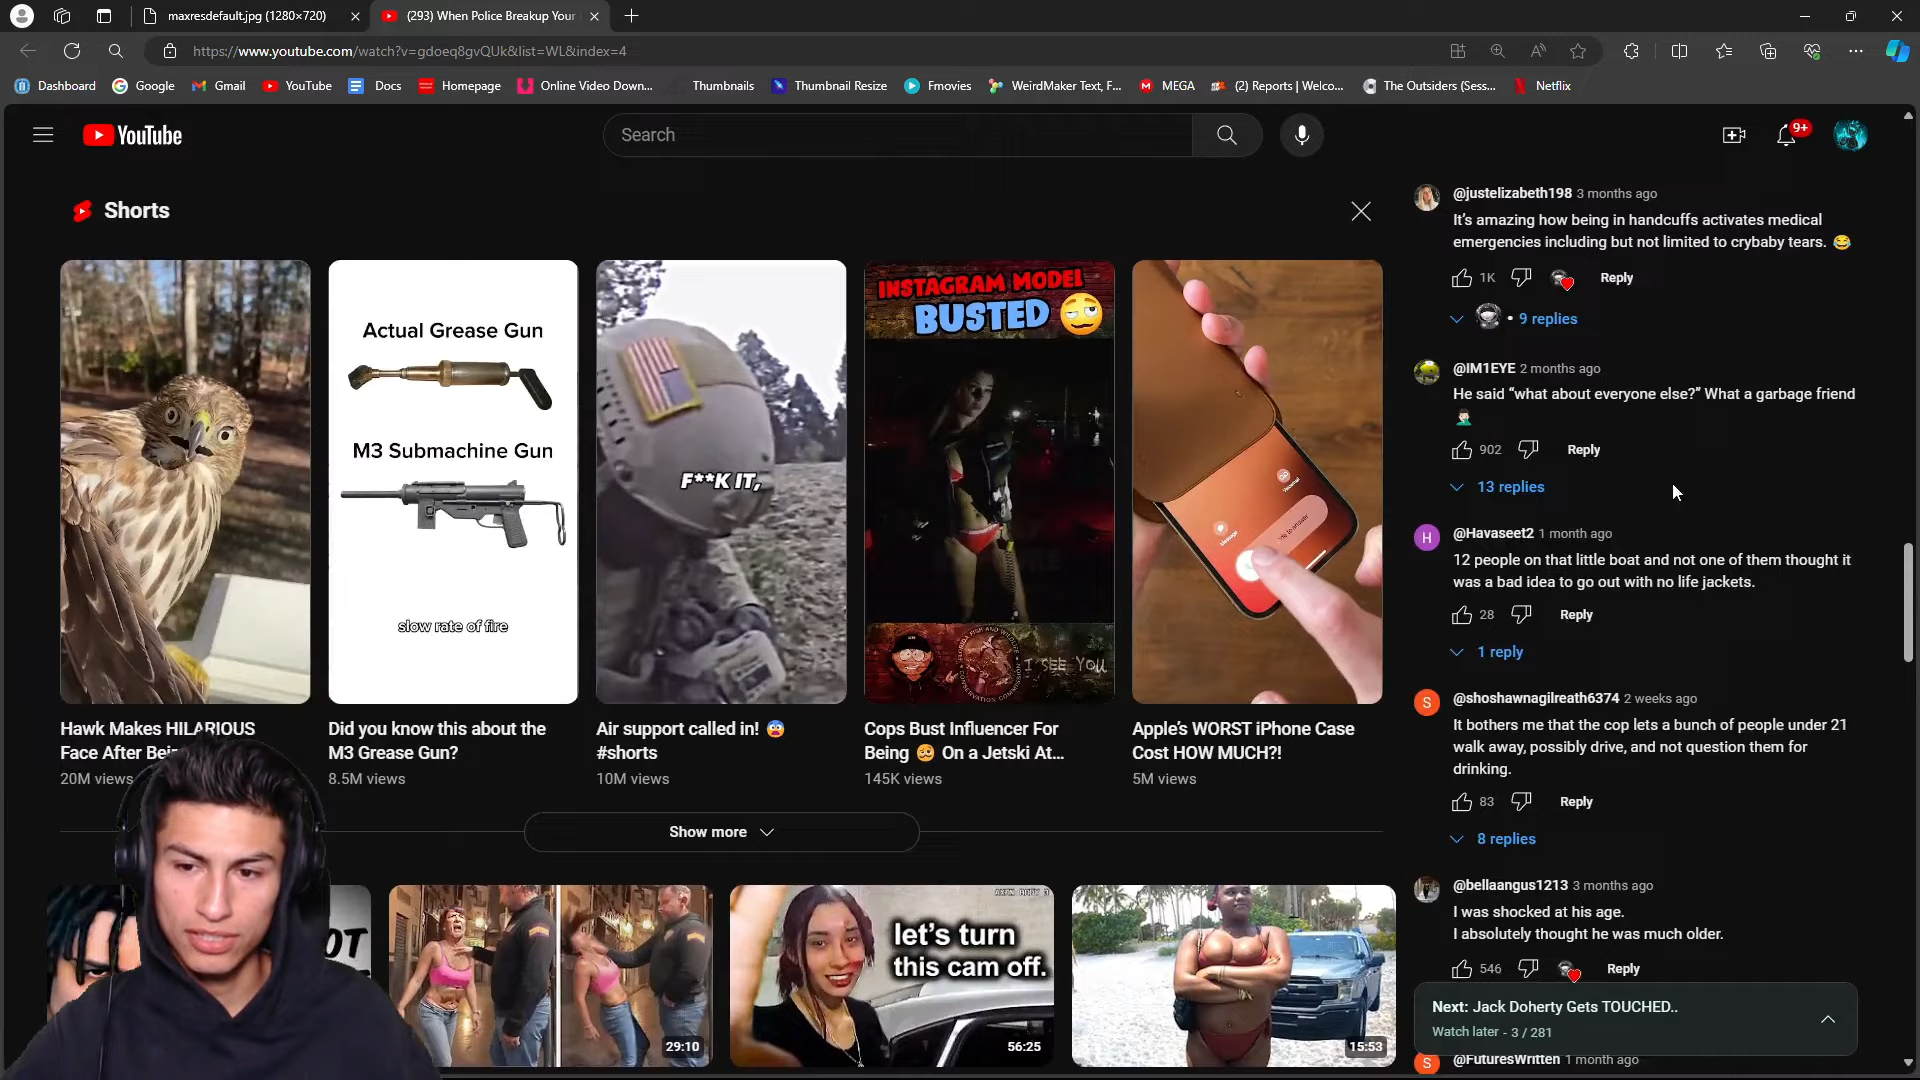 maxresdefault.jpg (1280×720)
(293) When Police Breakup Your
https://www.youtube.com/watch?v=gdoeq8gvQUk&list=WL&index=4
Dashboard
Google
Gmail
YouTube
Docs
Homepage
Online Video Down...
Thumbnails
Thumbnail Resize
Fmovies
WeirdMaker Text, F...
MEGA
(2) Reports | Welco...
The Outsiders (Sess...
Netflix
YouTube
Search
9+
Shorts
Actual Grease Gun
M3 Submachine Gun
slow rate of fire
F**K IT,
INSTAGRAM MODEL
BUSTED
I SEE YOU
Message
Voicemail
Hawk Makes HILARIOUS
Face After Bei
20M views
Did you know this about the
M3 Grease Gun?
8.5M views
Air support called in! 😨
#shorts
10M views
Cops Bust Influencer For
Being 🥴 On a Jetski At...
145K views
Apple's WORST iPhone Case
Cost HOW MUCH?!
5M views
Show more
OT
29:10
let's turn
this cam off.
56:25
15:53
@justelizabeth198 3 months ago
It's amazing how being in handcuffs activates medical
emergencies including but not limited to crybaby tears. 😂
1K
Reply
• 9 replies
@IM1EYE 2 months ago
He said “what about everyone else?” What a garbage friend
🤦🏻‍♂️
902
Reply
13 replies
H
@Havaseet2 1 month ago
12 people on that little boat and not one of them thought it
was a bad idea to go out with no life jackets.
28
Reply
1 reply
S
@shoshawnagilreath6374 2 weeks ago
It bothers me that the cop lets a bunch of people under 21
walk away, possibly drive, and not question them for
drinking.
83
Reply
8 replies
@bellaangus1213 3 months ago
I was shocked at his age.
I absolutely thought he was much older.
546
Reply
Next: Jack Doherty Gets TOUCHED..
Watch later - 3 / 281
S
@FuturesWritten 1 month ago